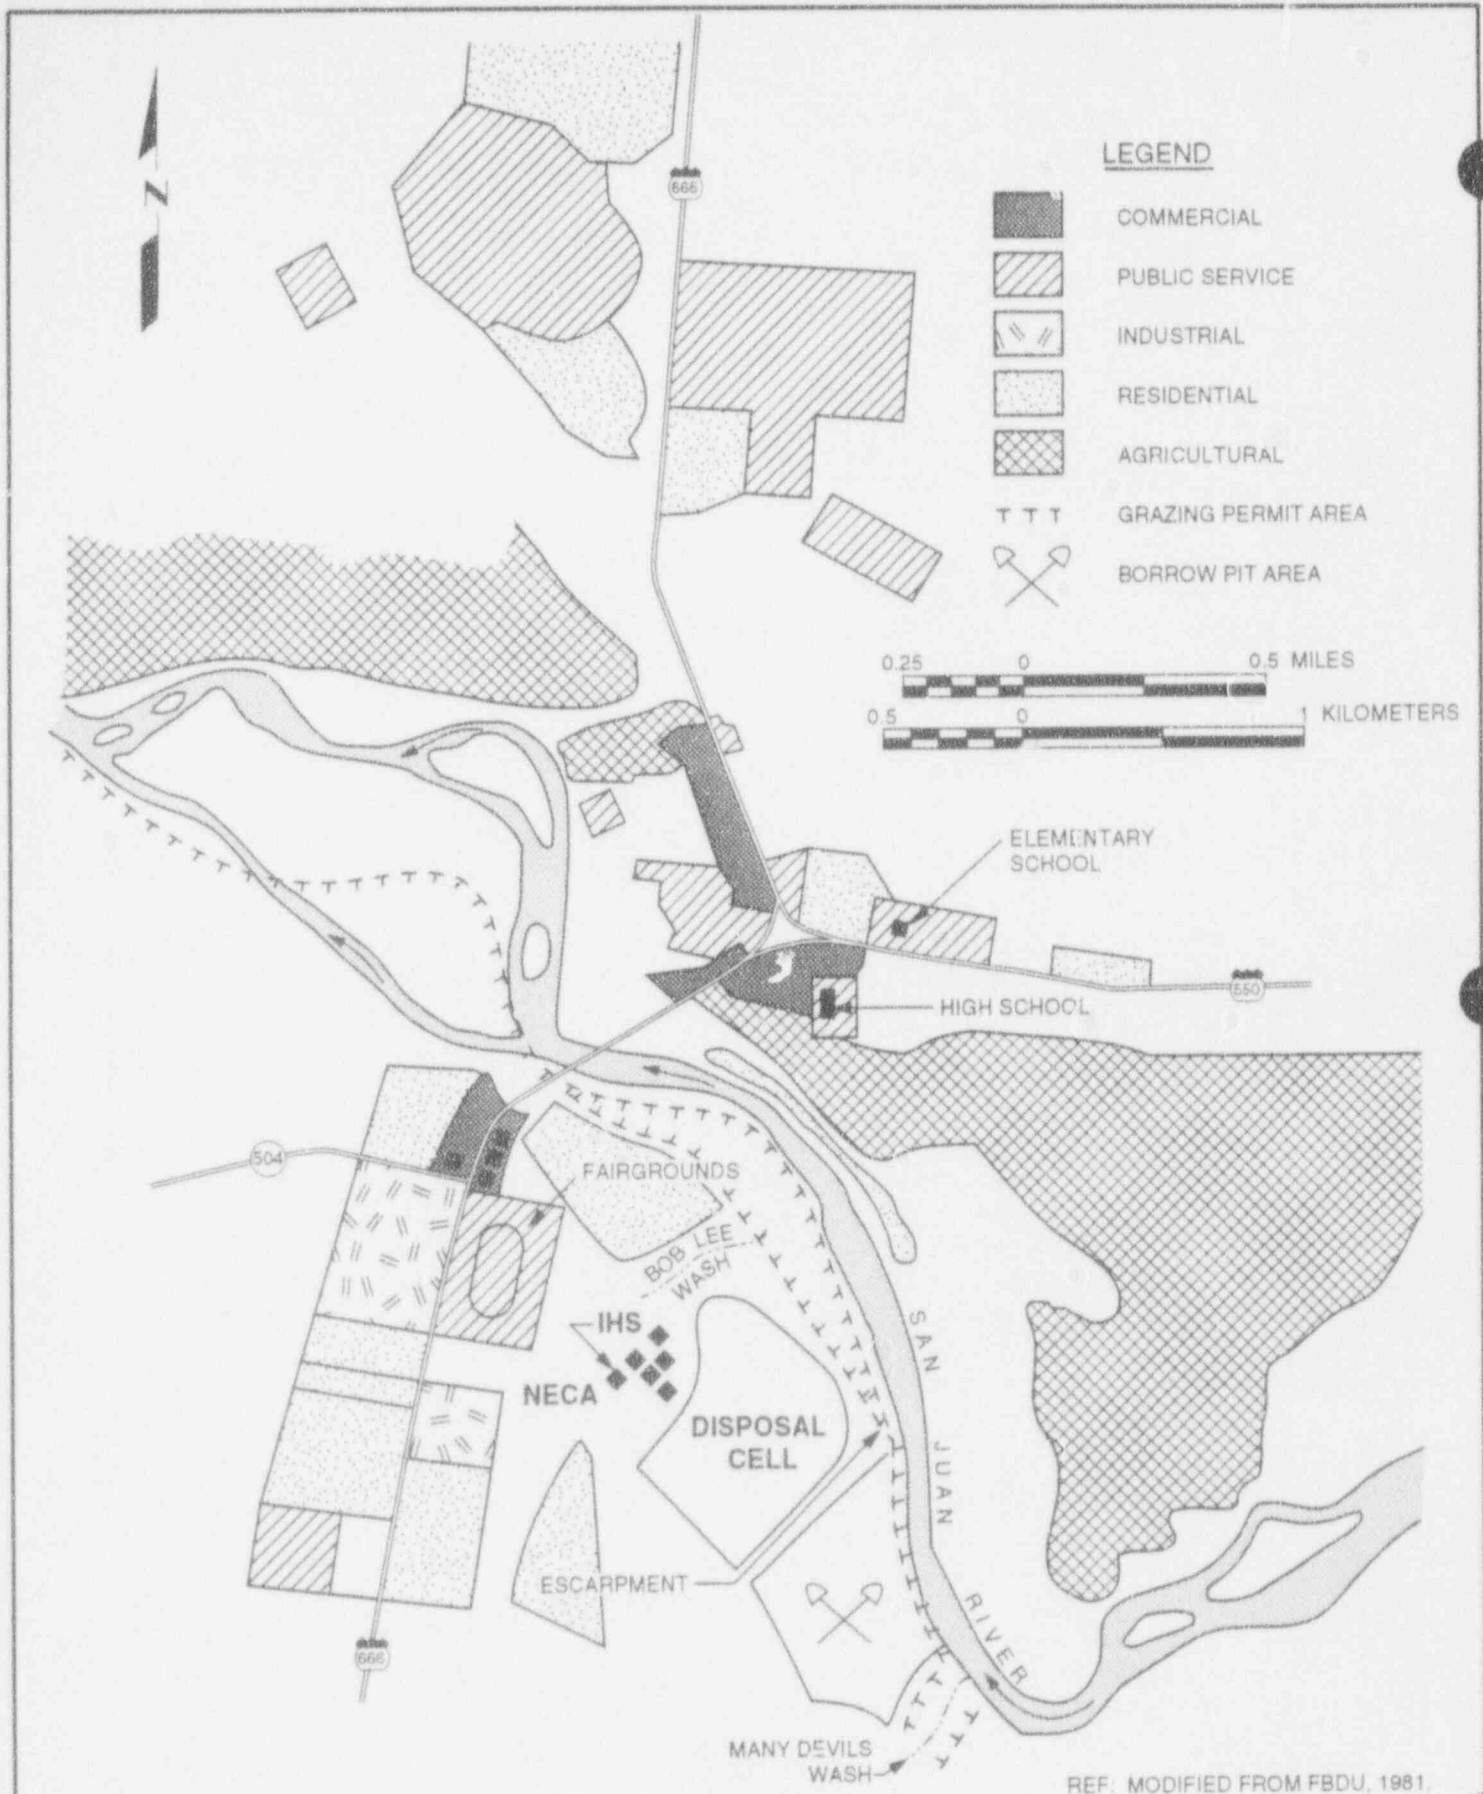 N
666
LEGEND
COMMERCIAL
PUBLIC SERVICE
INDUSTRIAL
RESIDENTIAL
AGRICULTURAL
GRAZING PERMIT AREA
BORROW PIT AREA
0.25 0 0.5 MILES
0.5 0 1 KILOMETERS
ELEMENTARY
SCHOOL
550
HIGH SCHOOL
504
FAIRGROUNDS
BOB LEE
WASH
IHS
NECA
DISPOSAL
CELL
SAN JUAN RIVER
ESCARPMENT
666
MANY DEVILS
WASH
REF: MODIFIED FROM FBDU, 1981.